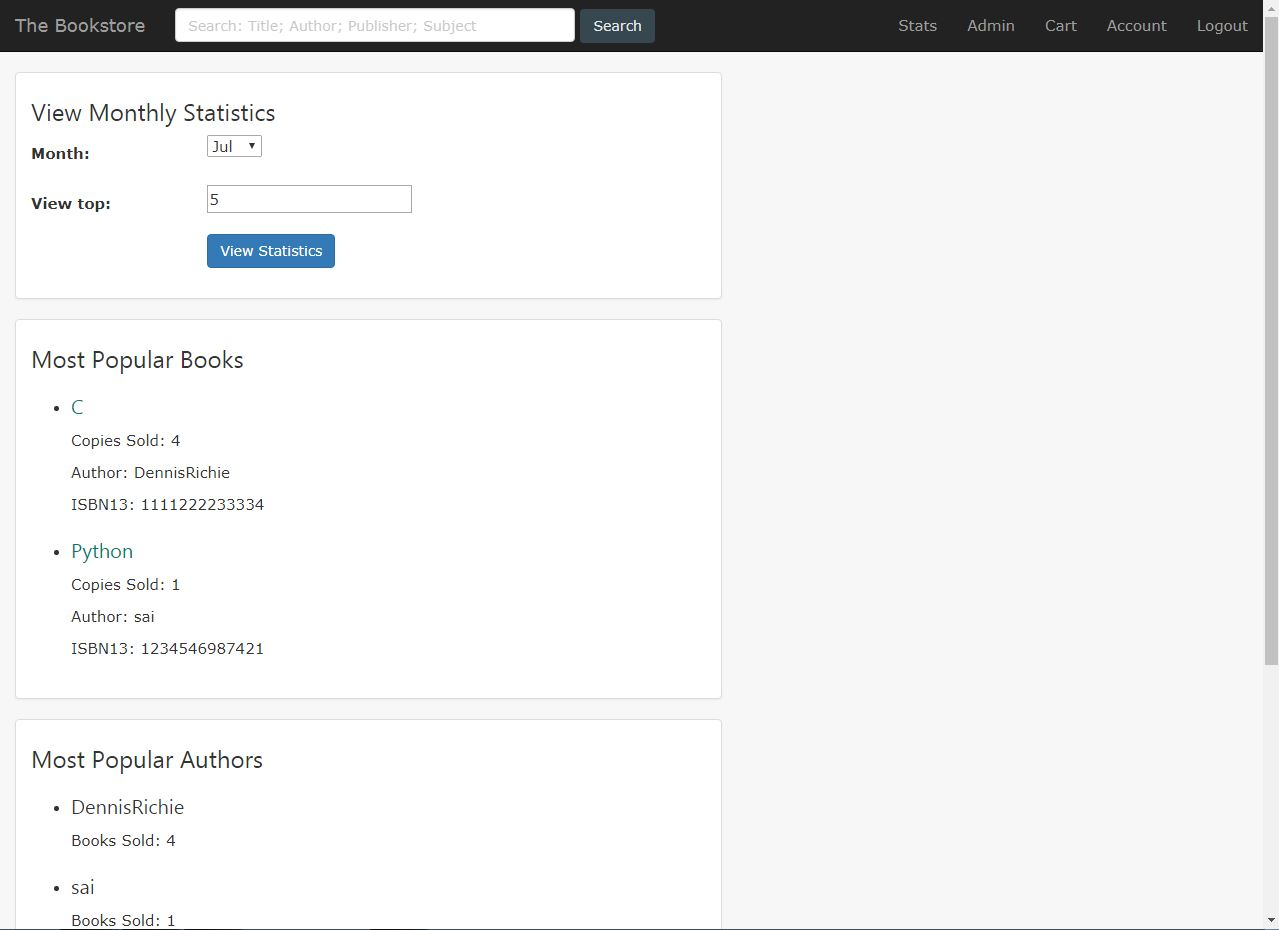 The Bookstore Search: Title; Author; Publisher; Subject Search Stats Admin Cart Account Logout
View Monthly Statistics
Month: Jul
View top: 5
View Statistics
Most Popular Books
C
Copies Sold: 4
Author: DennisRichie
ISBN13: 1111222233334
Python
Copies Sold: 1
Author: sai
ISBN13: 1234546987421
Most Popular Authors
DennisRichie
Books Sold: 4
sai
Books Sold: 1